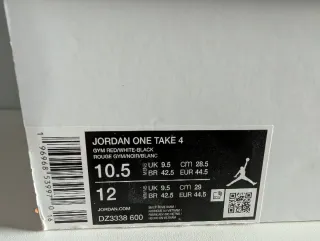 JORDAN ONE TAKE 4
GYM RED/WHITE-BLACK
ROUGE GYM/NOIR/BLANC
10.5 UK 9.5 cm 28.5
BR 42.5 EUR 44.5
12 UK 9.5 cm 29
BR 42.5 EUR 44.5
JORDAN.COM DZ3338 600